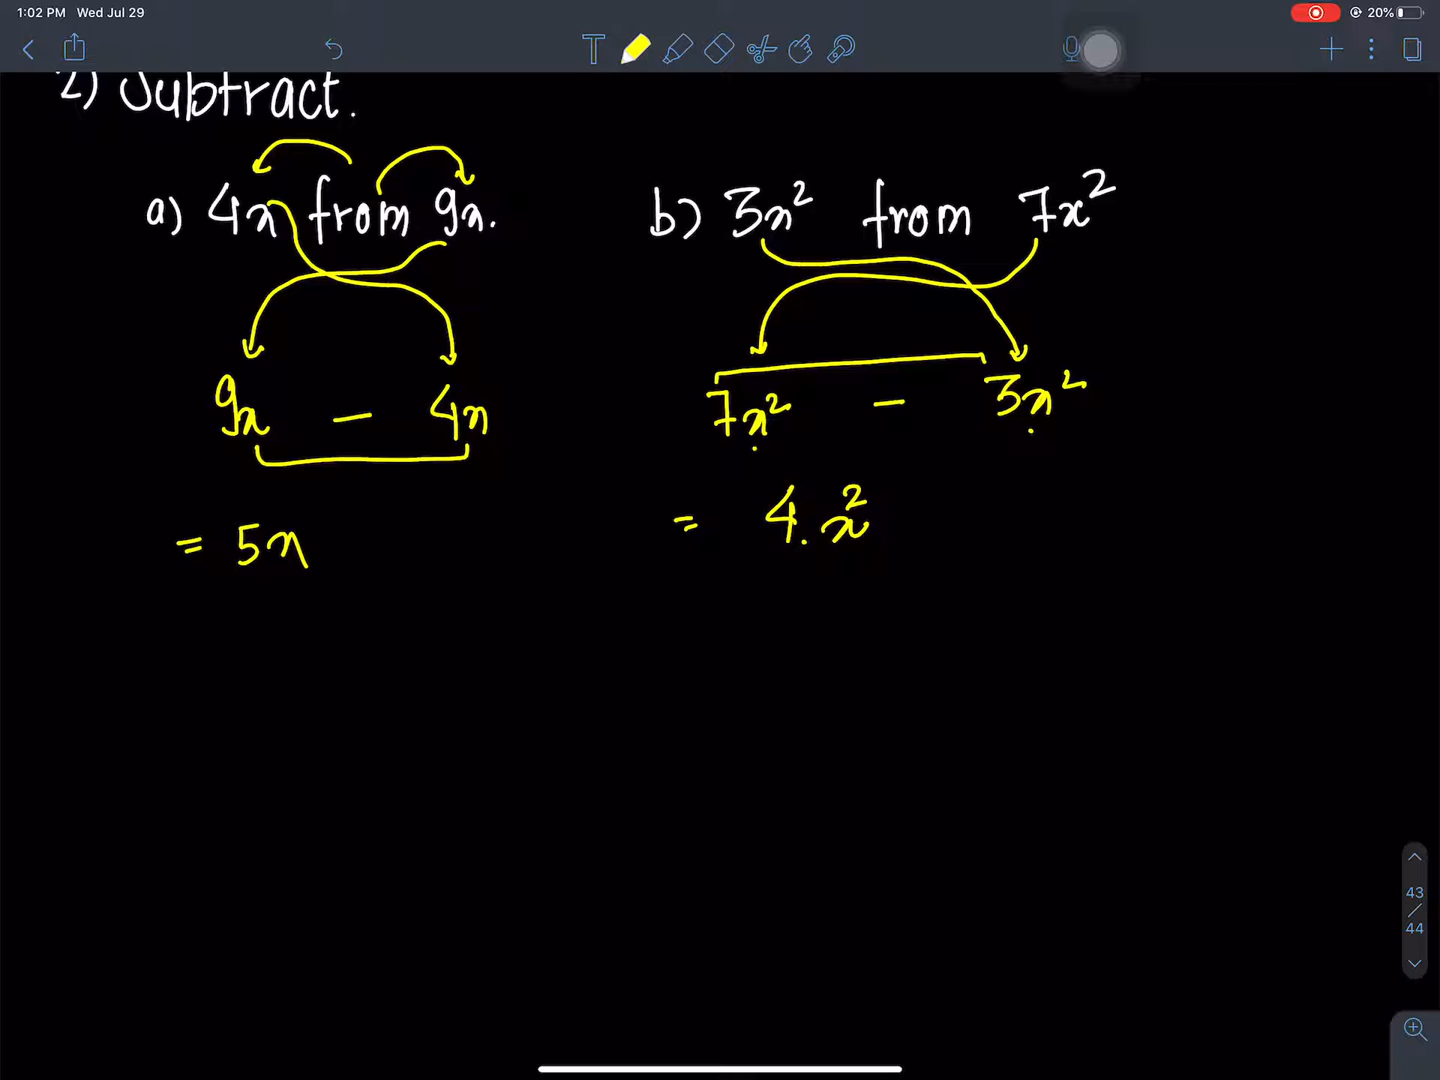 1:02 PM Wed Jul 29
20%
T
2) Subtract.
a) 4x from 9x.
b) 3x² from 7x²
9x − 4x
7x² − 3x²
= 5x
= 4.x²
43
/
44